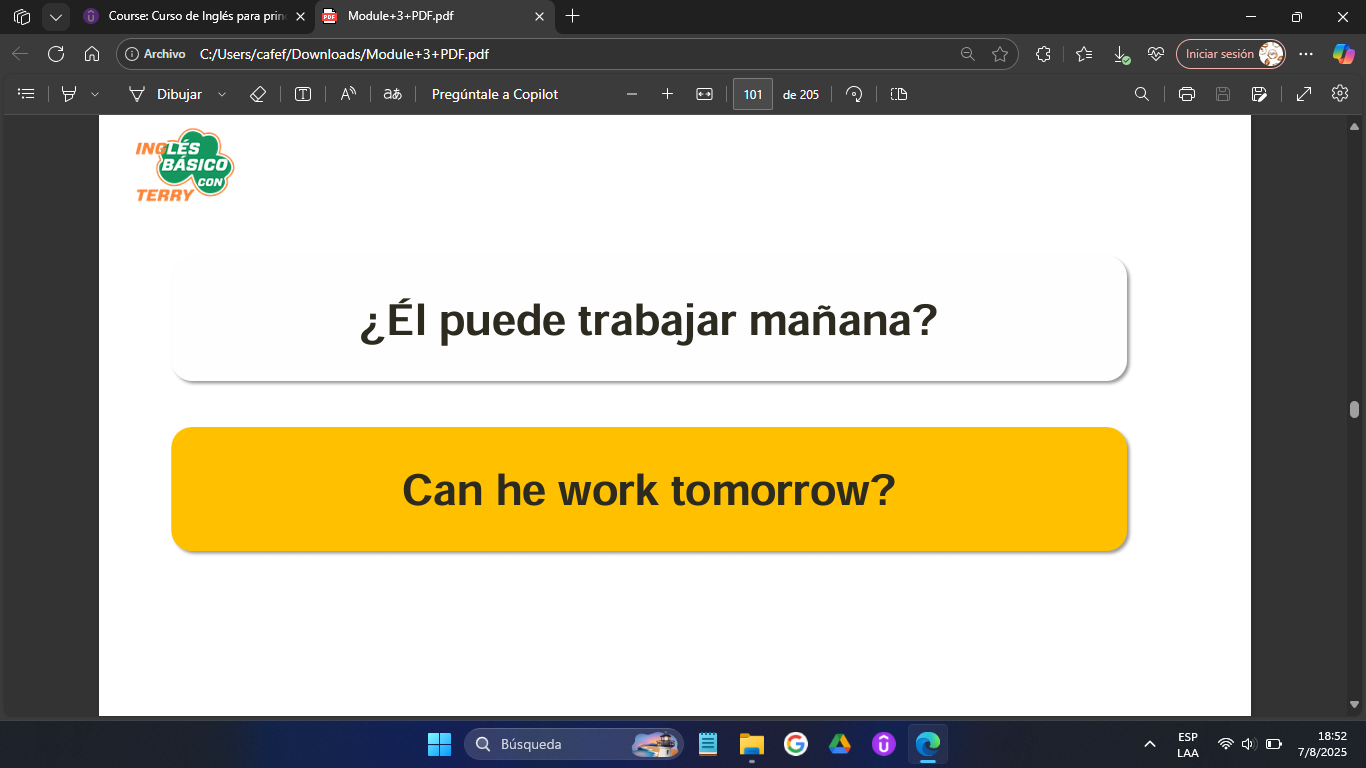 Course: Curso de Inglés para prin
Module+3+PDF.pdf
Archivo
C:/Users/cafef/Downloads/Module+3+PDF.pdf
Iniciar sesión
Dibujar
Pregúntale a Copilot
101
de 205
INGLÉS
BÁSICO
CON
TERRY
¿Él puede trabajar mañana?
Can he work tomorrow?
Búsqueda
ESP
LAA
18:52
7/8/2025